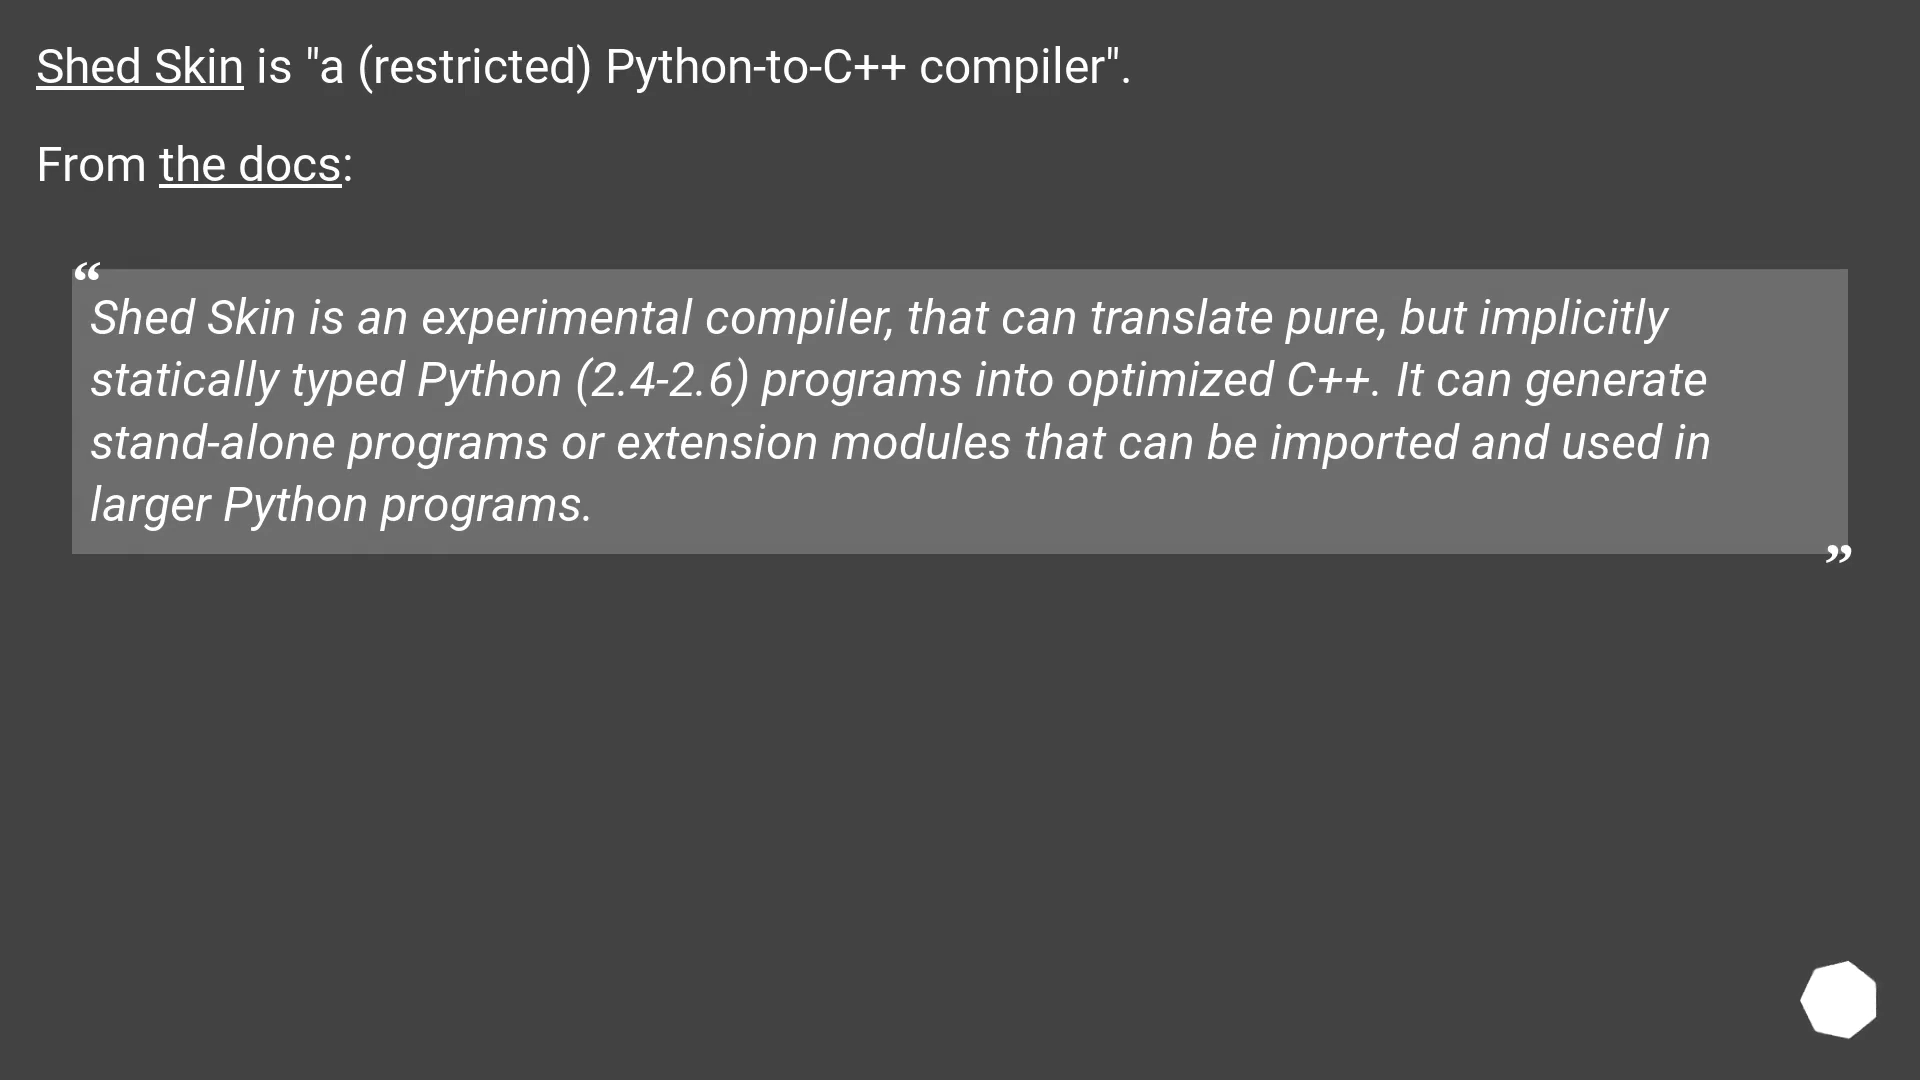 Shed Skin is "a (restricted) Python-to-C++ compiler".
From the docs:
“
Shed Skin is an experimental compiler, that can translate pure, but implicitly
statically typed Python (2.4-2.6) programs into optimized C++. It can generate
stand-alone programs or extension modules that can be imported and used in
larger Python programs.
”